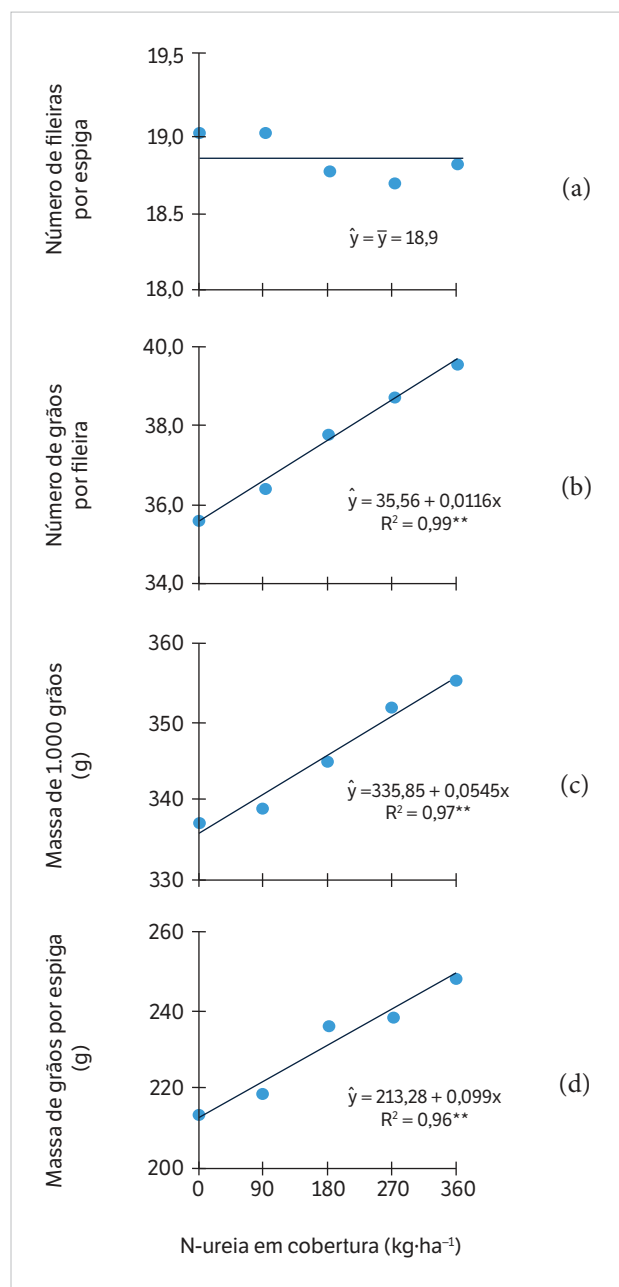 Número de fileiras
por espiga
19,5
19,0
18,5
18,0
ŷ = y̅ = 18,9
(a)
Número de grãos
por fileira
40,0
38,0
36,0
34,0
ŷ = 35,56 + 0,0116x
R² = 0,99**
(b)
Massa de 1.000 grãos
(g)
360
350
340
330
ŷ =335,85 + 0,0545x
R² = 0,97**
(c)
Massa de grãos por espiga
(g)
260
240
220
200
ŷ = 213,28 + 0,099x
R² = 0,96**
(d)
0 90 180 270 360
N-ureia em cobertura (kg·ha⁻¹)